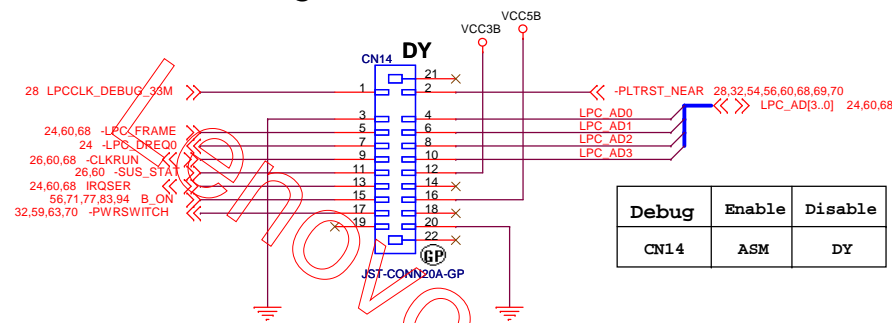 VCC5B
VCC3B
DY
CN14
28 LPCCLK_DEBUG_33M
1
21
2
-PLTRST_NEAR 28,32,54,56,60,68,69,70
3
4
LPC_AD0
LPC_AD[3..0] 24,60,68
24,60,68 -LPC_FRAME
5
6
LPC_AD1
24 -LPC_DREQ0
7
8
LPC_AD2
26,60,68 -CLKRUN
9
10
LPC_AD3
26,60 -SUS_STAT
11
12
24,60,68 IRQSER
13
14
56,71,77,83,94 B_ON
15
16
32,59,63,70 -PWRSWITCH
17
18
19
20
22
GP
JST-CONN20A-GP
Debug Enable Disable
CN14 ASM DY
Lenovo